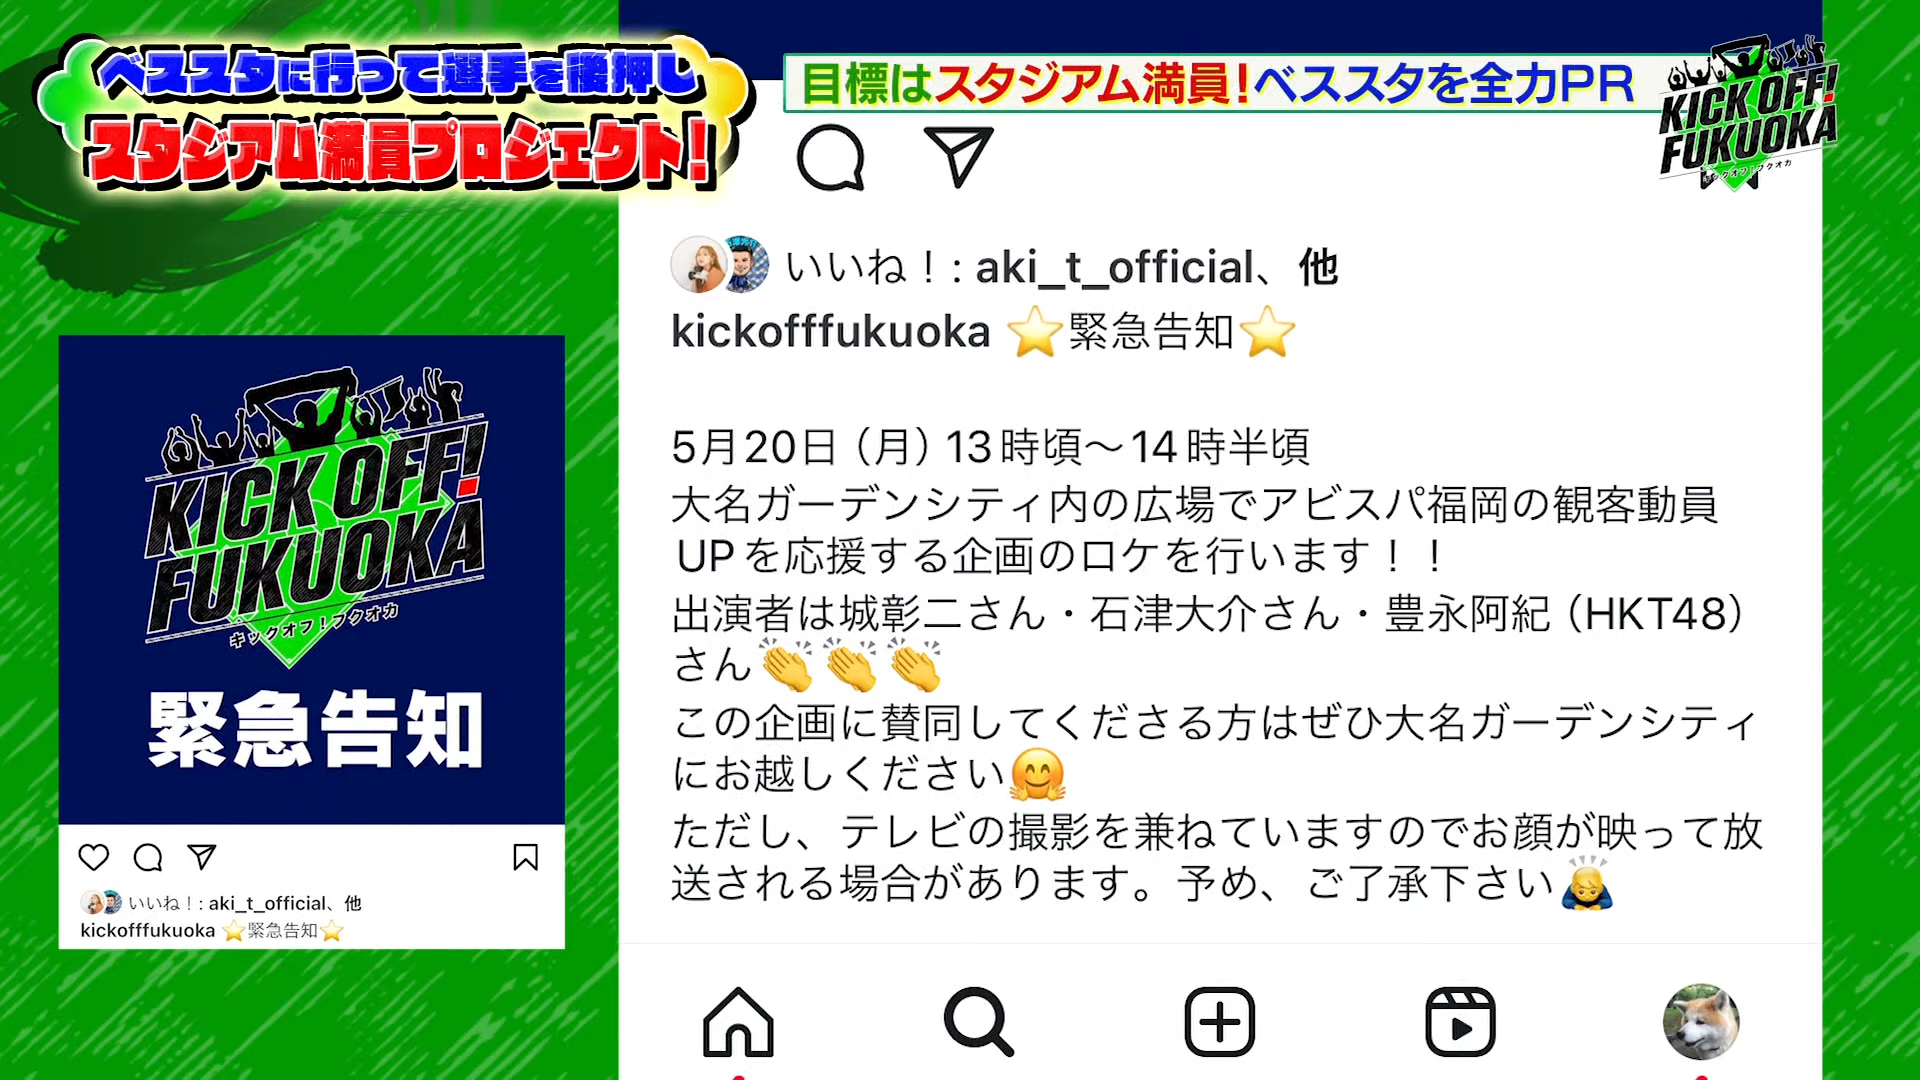 ベススタに行って選手を後押し
スタジアム満員プロジェクト！
目標はスタジアム満員！ベススタを全力PR
KICK OFF!
FUKUOKA
キックオフ！フクオカ
KICK OFF!
FUKUOKA
キックオフ！フクオカ
緊急告知
いいね！: aki_t_official、他
kickofffukuoka ⭐緊急告知⭐
いいね！: aki_t_official、他
kickofffukuoka ⭐緊急告知⭐
5月20日（月）13時頃〜14時半頃
大名ガーデンシティ内の広場でアビスパ福岡の観客動員
UPを応援する企画のロケを行います！！
出演者は城彰二さん・石津大介さん・豊永阿紀（HKT48）
さん👏👏👏
この企画に賛同してくださる方はぜひ大名ガーデンシティ
にお越しください🤗
ただし、テレビの撮影を兼ねていますのでお顔が映って放
送される場合があります。予め、ご了承下さい🙇